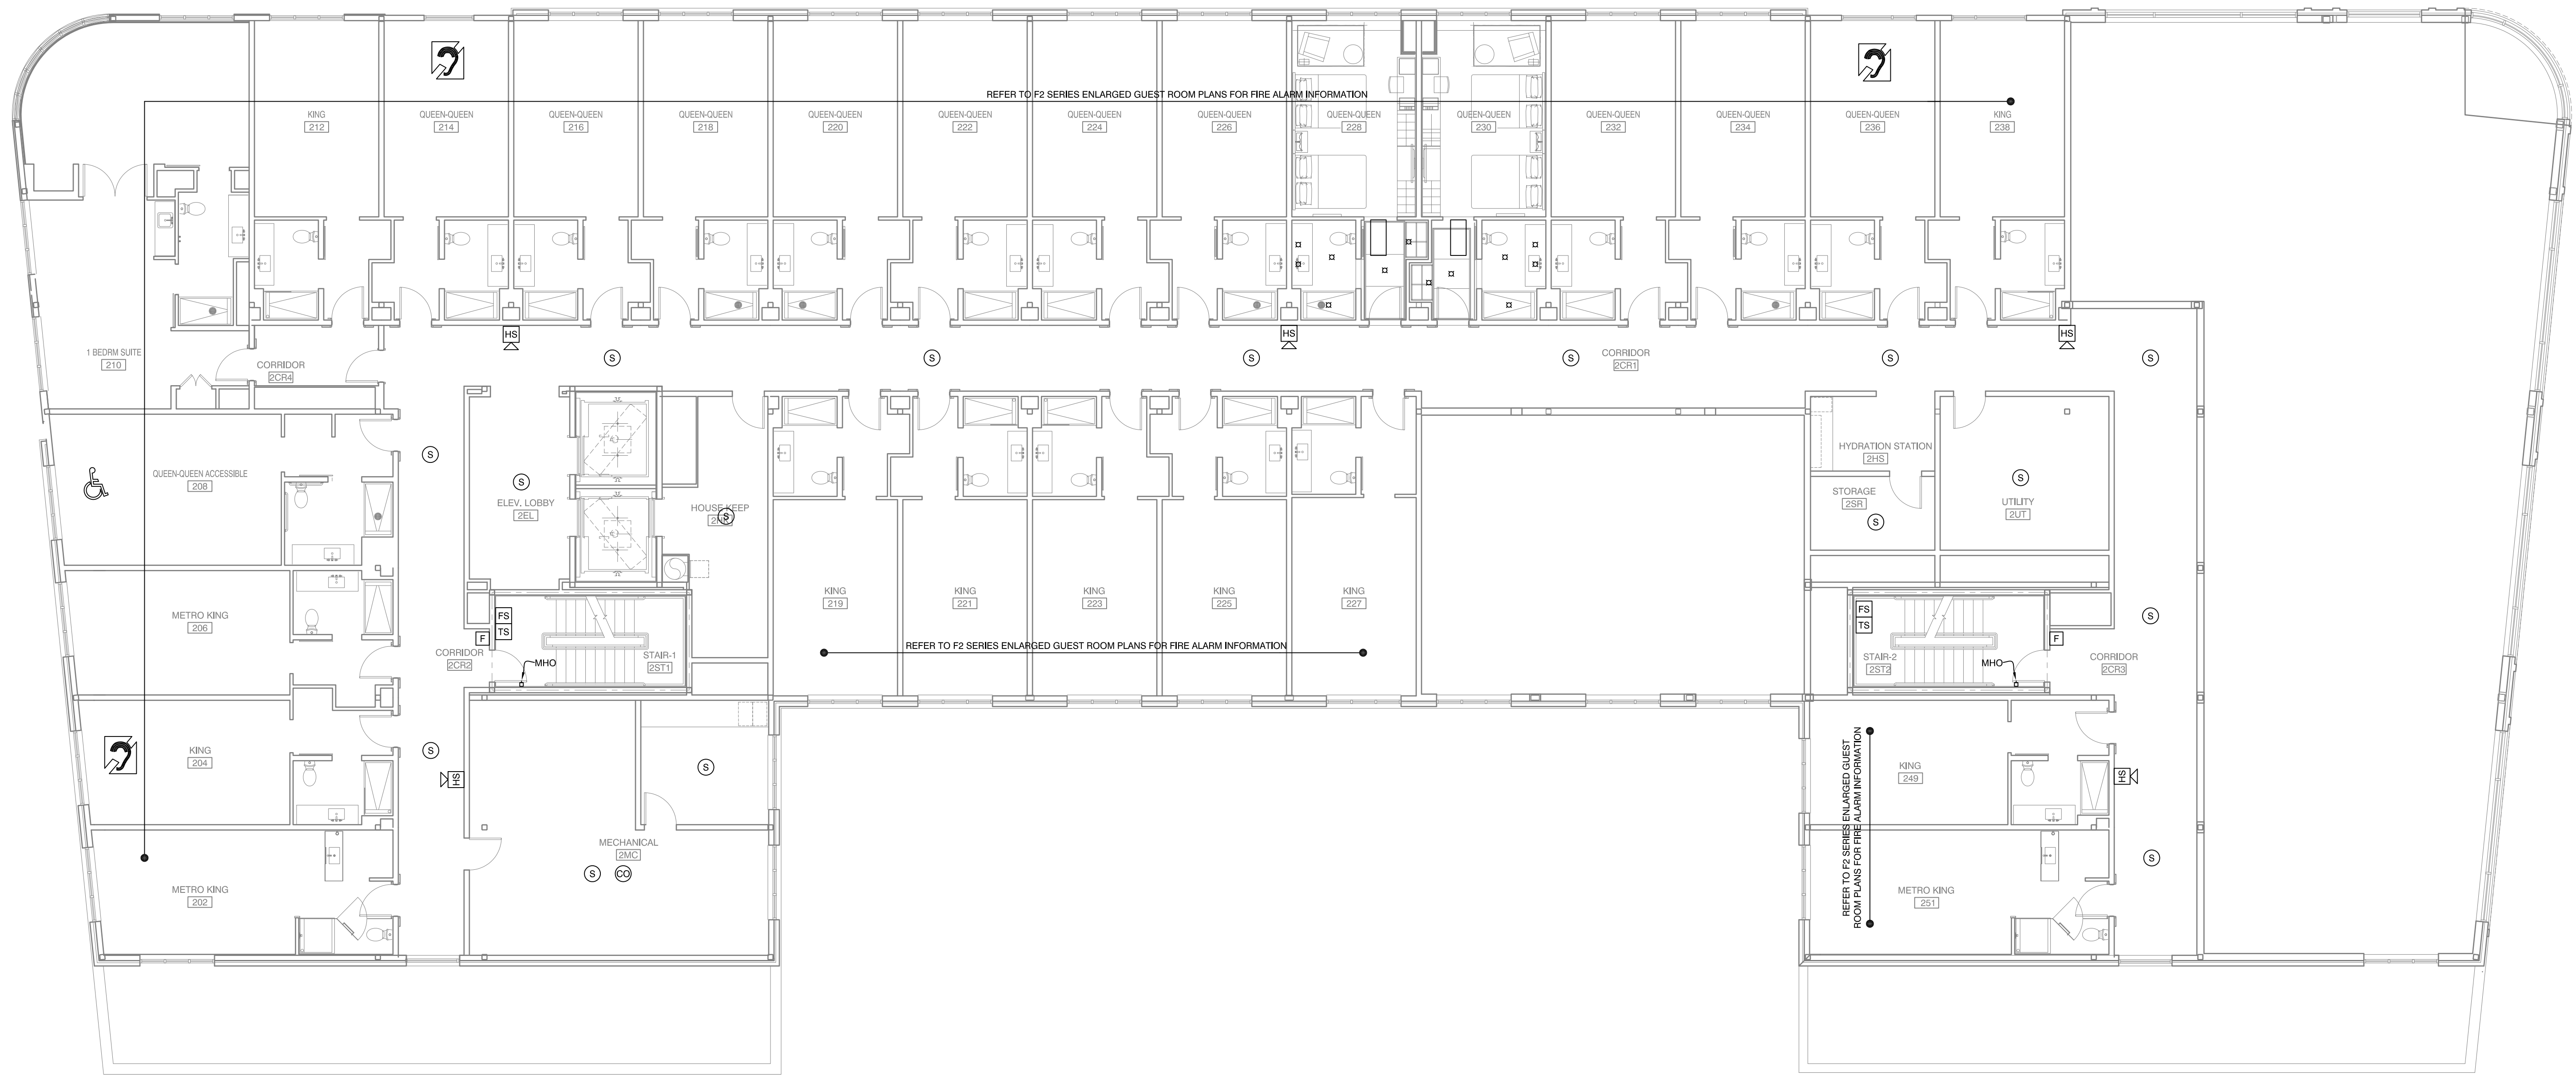 REFER TO F2 SERIES ENLARGED GUEST ROOM PLANS FOR FIRE ALARM INFORMATION
KING
212
QUEEN-QUEEN
214
QUEEN-QUEEN
216
QUEEN-QUEEN
218
QUEEN-QUEEN
220
QUEEN-QUEEN
222
QUEEN-QUEEN
224
QUEEN-QUEEN
226
QUEEN-QUEEN
228
QUEEN-QUEEN
230
QUEEN-QUEEN
232
QUEEN-QUEEN
234
QUEEN-QUEEN
236
KING
238
HS
HS
HS
1 BEDRM SUITE
210
CORRIDOR
2CR4
S
S
S
S
CORRIDOR
2CR1
S
S
S
QUEEN-QUEEN ACCESSIBLE
208
S
ELEV. LOBBY
2EL
HOUSE KEEP
S
HYDRATION STATION
2HS
STORAGE
2SR
S
S
UTILITY
2UT
METRO KING
206
CORRIDOR
2CR2
F
FS
TS
MHO
STAIR-1
2ST1
KING
219
KING
221
KING
223
KING
225
KING
227
REFER TO F2 SERIES ENLARGED GUEST ROOM PLANS FOR FIRE ALARM INFORMATION
FS
TS
STAIR-2
2ST2
MHO
F
S
CORRIDOR
2CR3
KING
204
S
HS
S
MECHANICAL
2MC
S
CO
METRO KING
202
REFER TO F2 SERIES ENLARGED GUEST
ROOM PLANS FOR FIRE ALARM INFORMATION
KING
249
HS
S
METRO KING
251